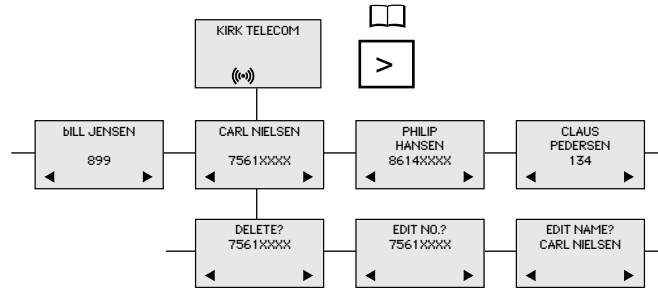 KIRK TELECOM
>
bILL JENSEN
899
CARL NIELSEN
7561XXXX
PHILIP
HANSEN
8614XXXX
CLAUS
PEDERSEN
134
DELETE?
7561XXXX
EDIT NO.?
7561XXXX
EDIT NAME?
CARL NIELSEN